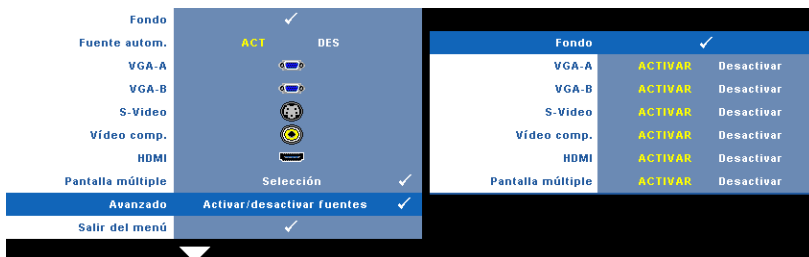 Fondo
Fuente autom. ACT DES
VGA-A
VGA-B
S-Video
Vídeo comp.
HDMI
Pantalla múltiple Selección
Avanzado Activar/desactivar fuentes
Salir del menú
Fondo
VGA-A ACTIVAR Desactivar
VGA-B ACTIVAR Desactivar
S-Video ACTIVAR Desactivar
Vídeo comp. ACTIVAR Desactivar
HDMI ACTIVAR Desactivar
Pantalla múltiple ACTIVAR Desactivar